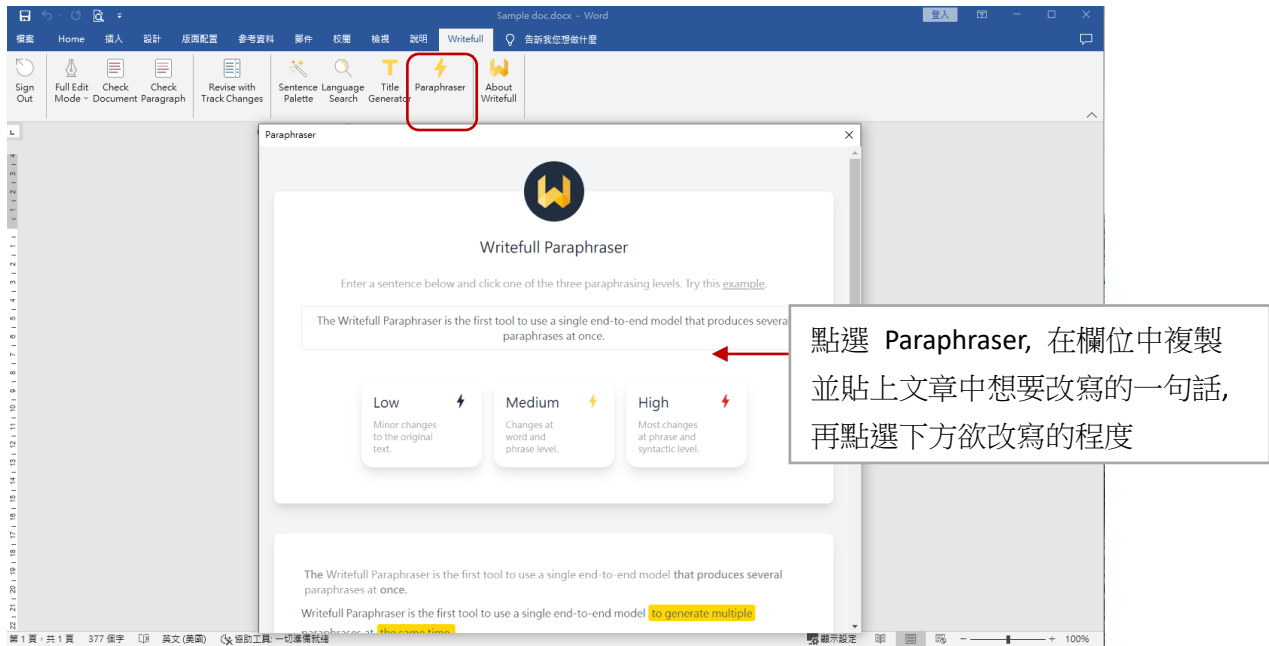 Sample doc.docx - Word
登入
檔案 Home 插入 設計 版面配置 參考資料 郵件 校閱 檢視 說明 Writefull 告訴我您想做什麼
Sign Out
Full Edit Mode
Check Document
Check Paragraph
Revise with Track Changes
Sentence Palette
Language Search
Title Generator
Paraphraser
About Writefull
Paraphraser
Writefull Paraphraser
Enter a sentence below and click one of the three paraphrasing levels. Try this example.
The Writefull Paraphraser is the first tool to use a single end-to-end model that produces severa
paraphrases at once.
Low
Minor changes
to the original
text.
Medium
Changes at
word and
phrase level.
High
Most changes
at phrase and
syntactic level.
點選 Paraphraser, 在欄位中複製
並貼上文章中想要改寫的一句話,
再點選下方欲改寫的程度
The Writefull Paraphraser is the first tool to use a single end-to-end model that produces several
paraphrases at once.
Writefull Paraphraser is the first tool to use a single end-to-end model to generate multiple
paraphrases at the same time.
第 1 頁,共 1 頁 377 個字 英文 (美國) 協助工具: 一切準備就緒 顯示設定 100%